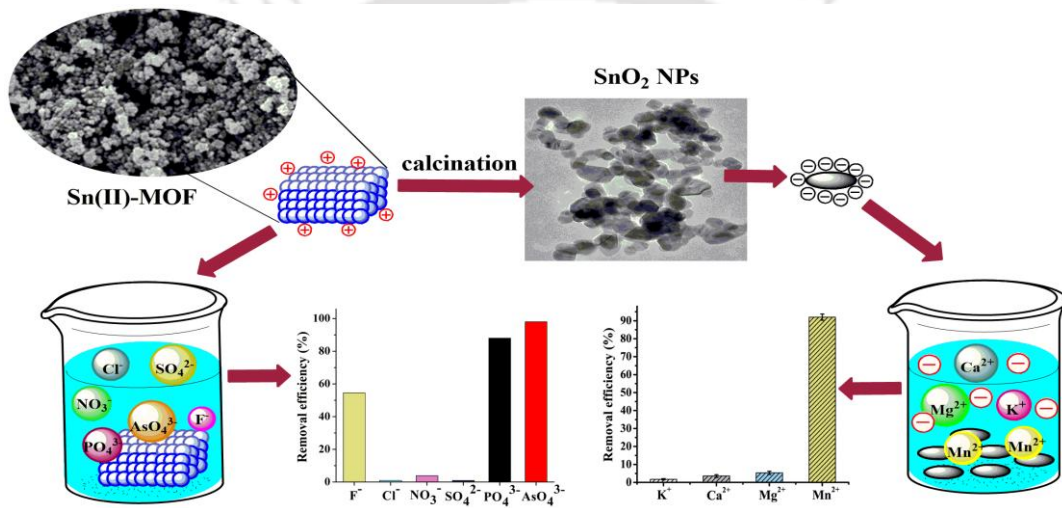 SnO₂ NPs
Sn(II)-MOF
calcination
Cl⁻
SO₄²⁻
NO₃⁻
AsO₄³⁻
F⁻
PO₄³⁻
Removal efficiency (%)
100
80
60
40
20
0
F⁻ Cl⁻ NO₃⁻ SO₄²⁻ PO₄³⁻ AsO₄³⁻
Removal efficiency (%)
90
80
70
60
50
40
30
20
10
0
K⁺ Ca²⁺ Mg²⁺ Mn²⁺
Ca²⁺
Mg²⁺
K⁺
Mn²⁺
Mn²⁺